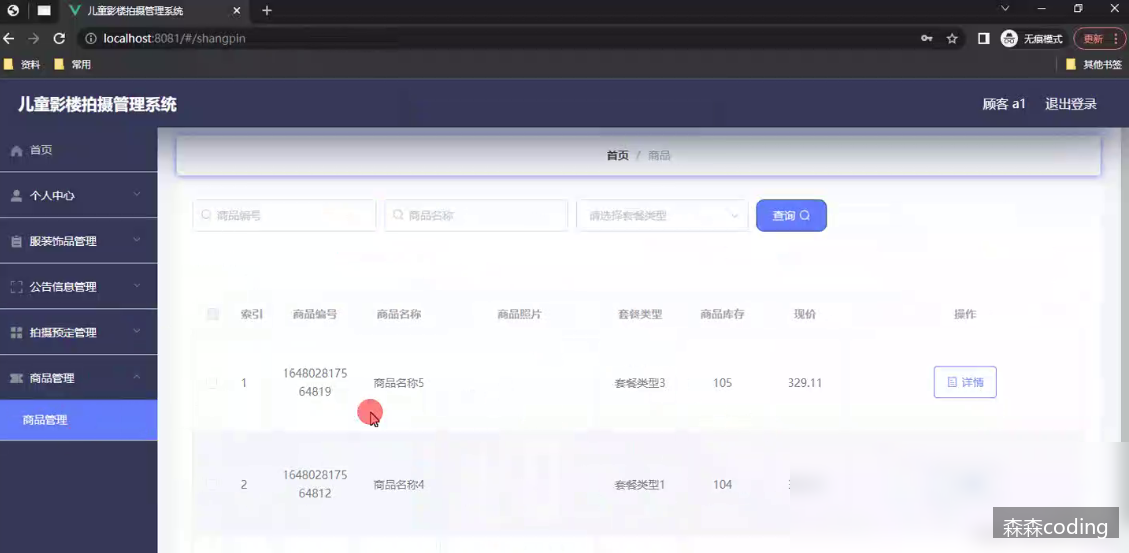 儿童影楼拍摄管理系统
localhost:8081/#/shangpin
无痕模式
更新
资料
常用
其他书签
儿童影楼拍摄管理系统
顾客 a1
退出登录
首页
个人中心
服装饰品管理
公告信息管理
拍摄预定管理
商品管理
商品管理
首页 / 商品
商品编号
商品名称
请选择套餐类型
查询
索引 商品编号 商品名称 商品照片 套餐类型 商品库存 现价 操作
1 1648028175 商品名称5 套餐类型3 105 329.11 详情
64819
2 1648028175 商品名称4 套餐类型1 104
64812
森森coding